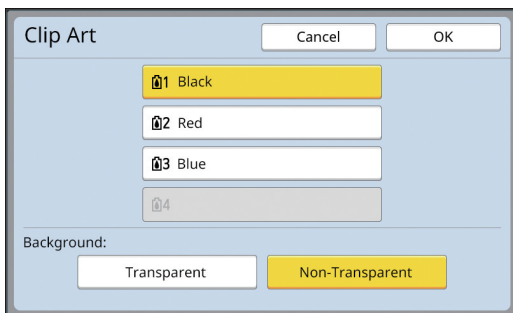 Clip Art
Cancel
OK
1 Black
2 Red
3 Blue
4
Background:
Transparent
Non-Transparent